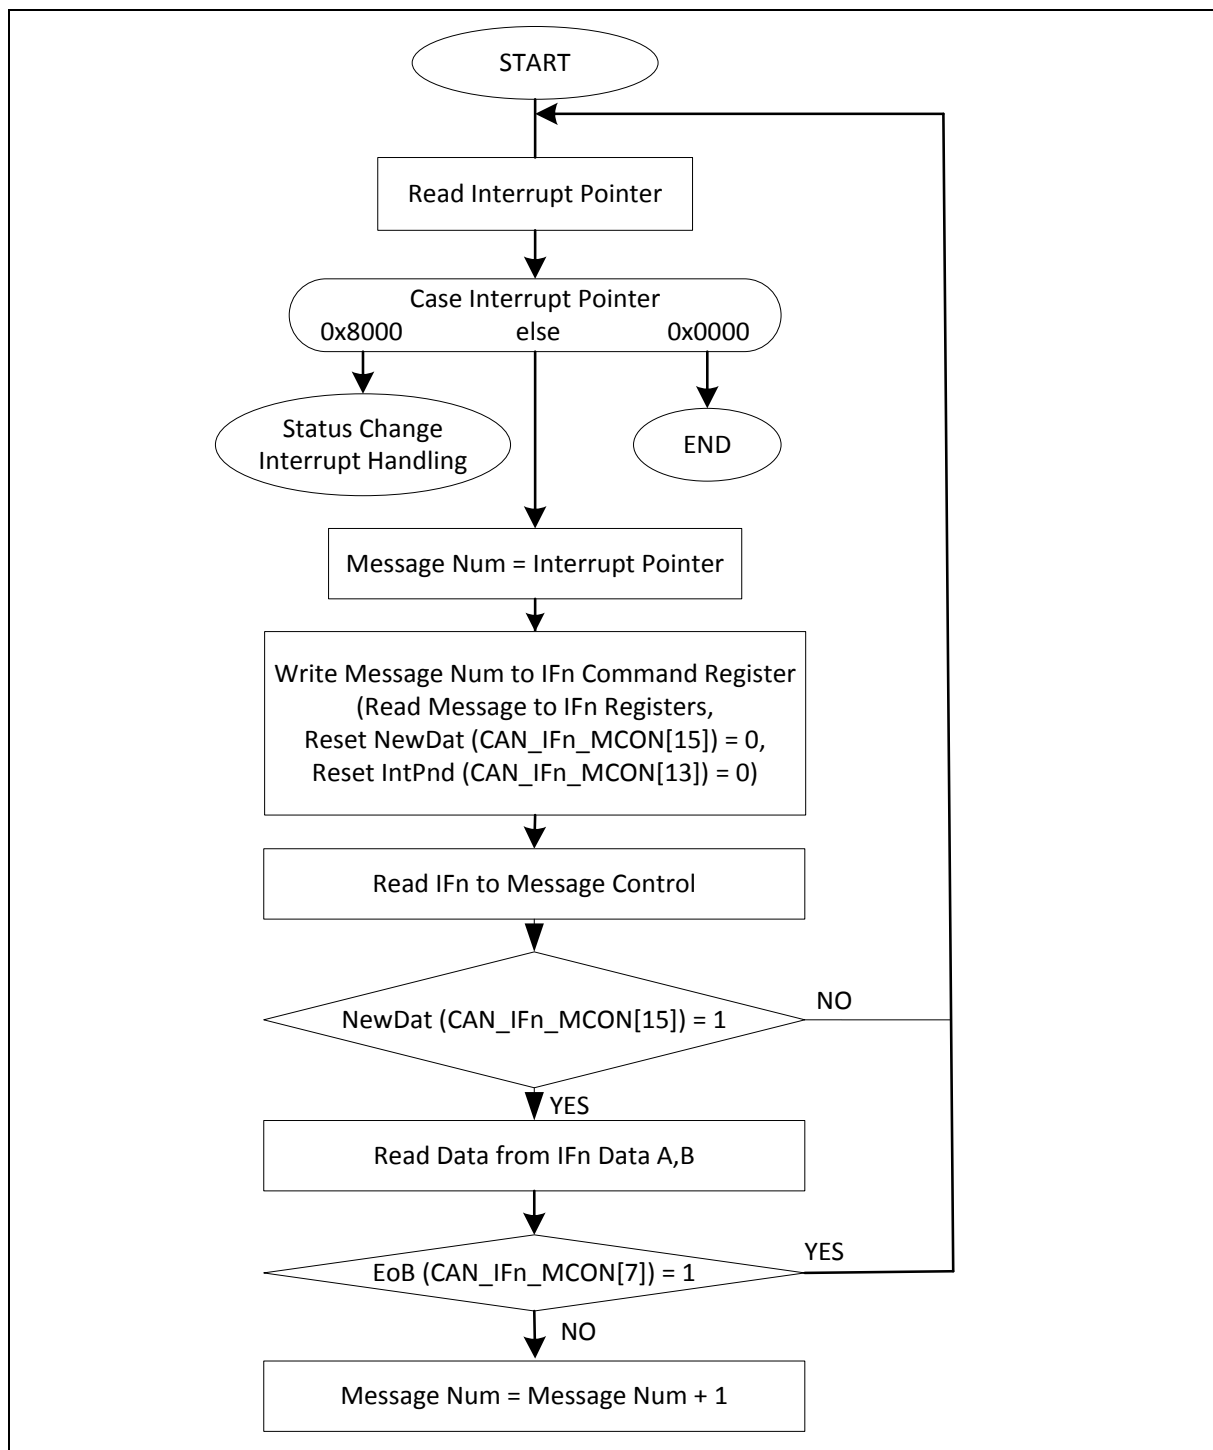 START
Read Interrupt Pointer
Case Interrupt Pointer
0x8000 else 0x0000
Status Change
Interrupt Handling
END
Message Num = Interrupt Pointer
Write Message Num to IFn Command Register
(Read Message to IFn Registers,
Reset NewDat (CAN_IFn_MCON[15]) = 0,
Reset IntPnd (CAN_IFn_MCON[13]) = 0)
Read IFn to Message Control
NewDat (CAN_IFn_MCON[15]) = 1
NO
YES
Read Data from IFn Data A,B
EoB (CAN_IFn_MCON[7]) = 1
YES
NO
Message Num = Message Num + 1